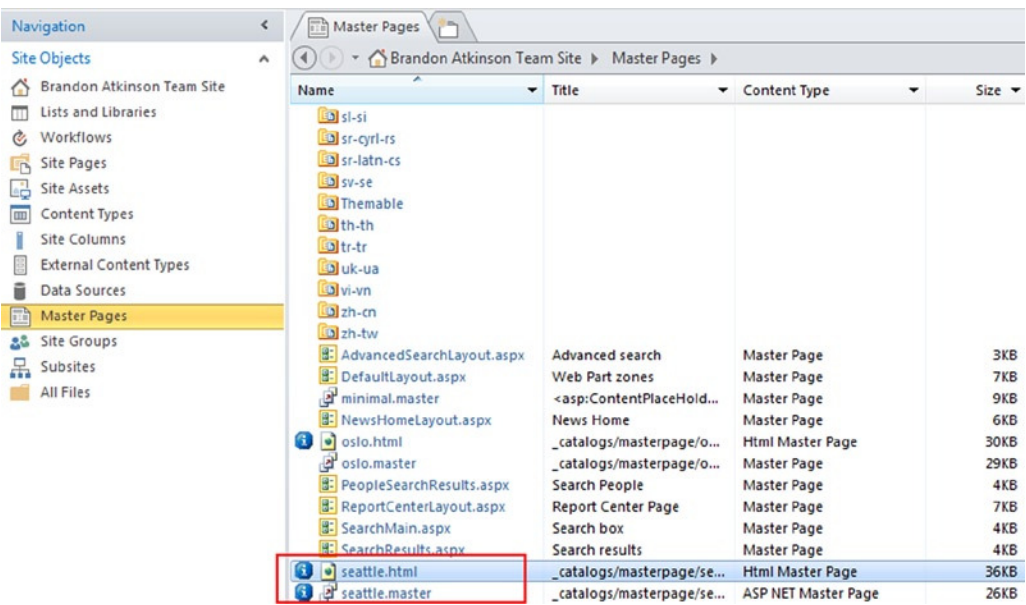 Navigation
Site Objects
Brandon Atkinson Team Site
Lists and Libraries
Workflows
Site Pages
Site Assets
Content Types
Site Columns
External Content Types
Data Sources
Master Pages
Site Groups
Subsites
All Files
Master Pages
Brandon Atkinson Team Site Master Pages
Name Title Content Type Size
sl-si
sr-cyrl-rs
sr-latn-cs
sv-se
Themable
th-th
tr-tr
uk-ua
vi-vn
zh-cn
zh-tw
AdvancedSearchLayout.aspx Advanced search Master Page 3KB
DefaultLayout.aspx Web Part zones Master Page 7KB
minimal.master <asp:ContentPlaceHold... Master Page 9KB
NewsHomeLayout.aspx News Home Master Page 6KB
oslo.html _catalogs/masterpage/o... Html Master Page 30KB
oslo.master _catalogs/masterpage/o... Master Page 29KB
PeopleSearchResults.aspx Search People Master Page 4KB
ReportCenterLayout.aspx Report Center Page Master Page 7KB
SearchMain.aspx Search box Master Page 4KB
SearchResults.aspx Search results Master Page 4KB
seattle.html _catalogs/masterpage/se... Html Master Page 36KB
seattle.master _catalogs/masterpage/se... ASP NET Master Page 26KB